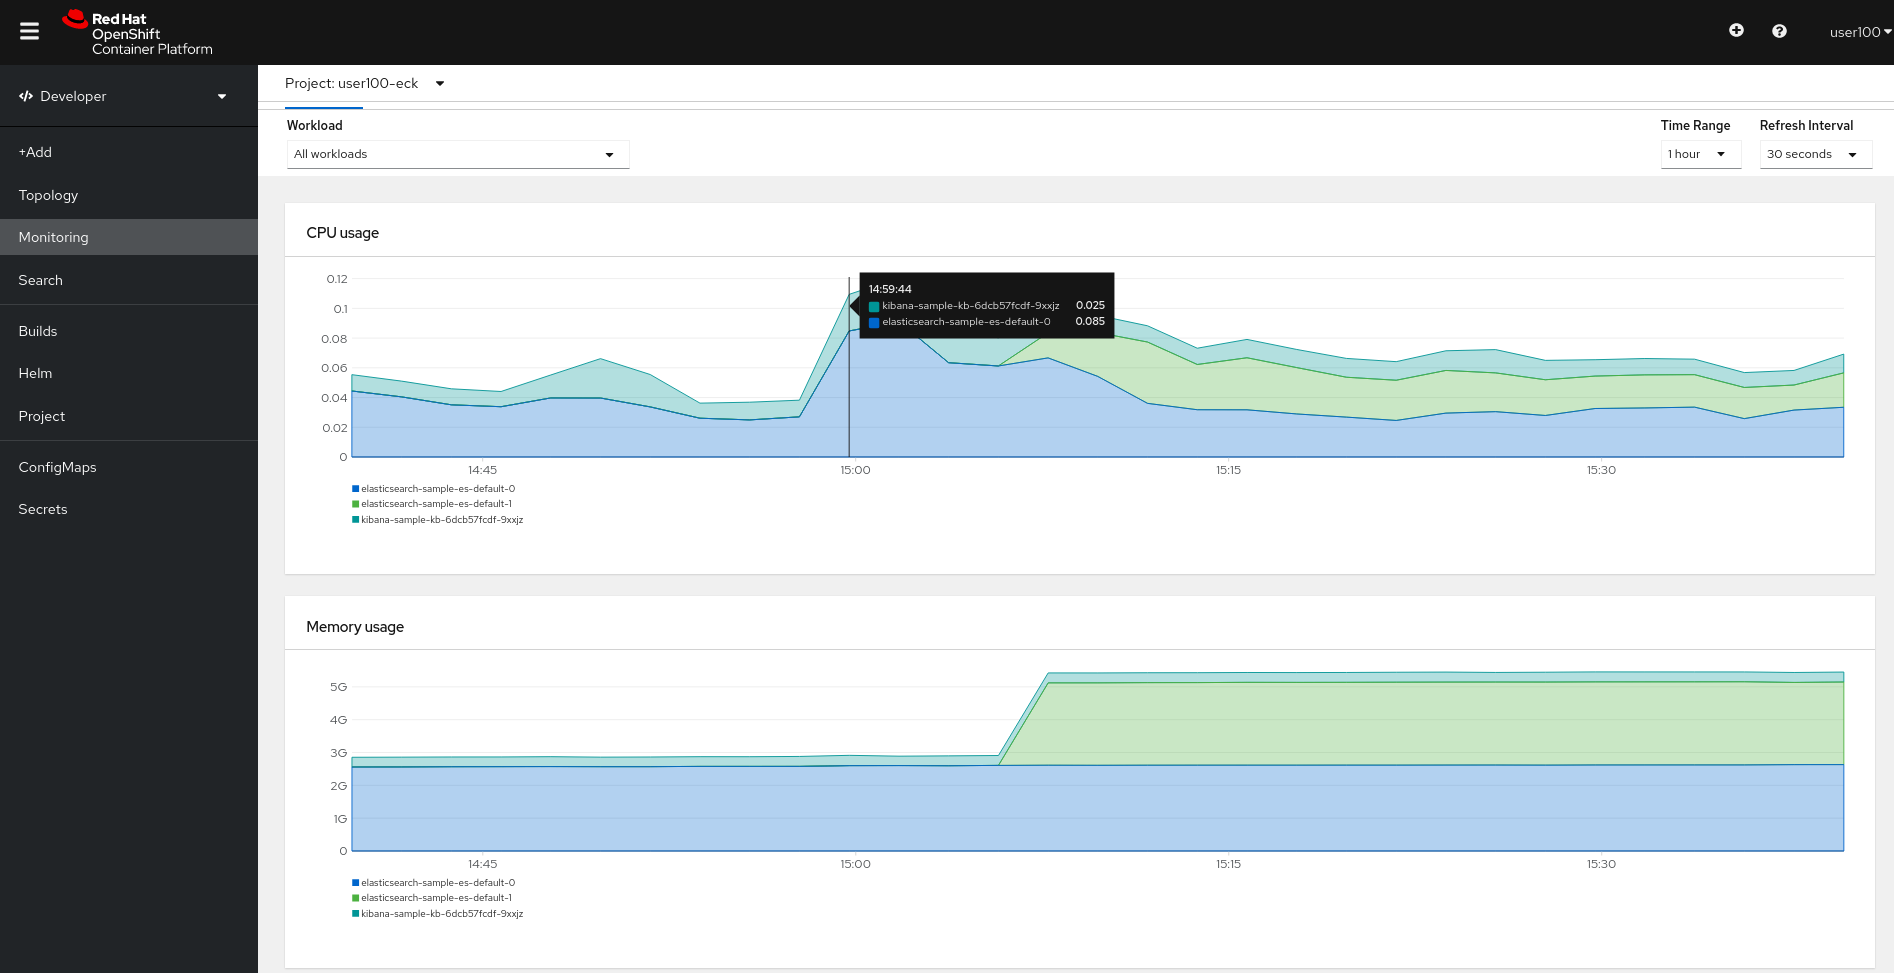 Red Hat
OpenShift
Container Platform
user100
Developer
+Add
Topology
Monitoring
Search
Builds
Helm
Project
ConfigMaps
Secrets
Project: user100-eck
Workload
All workloads
Time Range
1 hour
Refresh Interval
30 seconds
CPU usage
0.12
0.1
0.08
0.06
0.04
0.02
0
14:59:44
kibana-sample-kb-6dcb57fcdf-9xxjz 0.025
elasticsearch-sample-es-default-0 0.085
14:45 15:00 15:15 15:30
elasticsearch-sample-es-default-0
elasticsearch-sample-es-default-1
kibana-sample-kb-6dcb57fcdf-9xxjz
Memory usage
5G
4G
3G
2G
1G
0
14:45 15:00 15:15 15:30
elasticsearch-sample-es-default-0
elasticsearch-sample-es-default-1
kibana-sample-kb-6dcb57fcdf-9xxjz